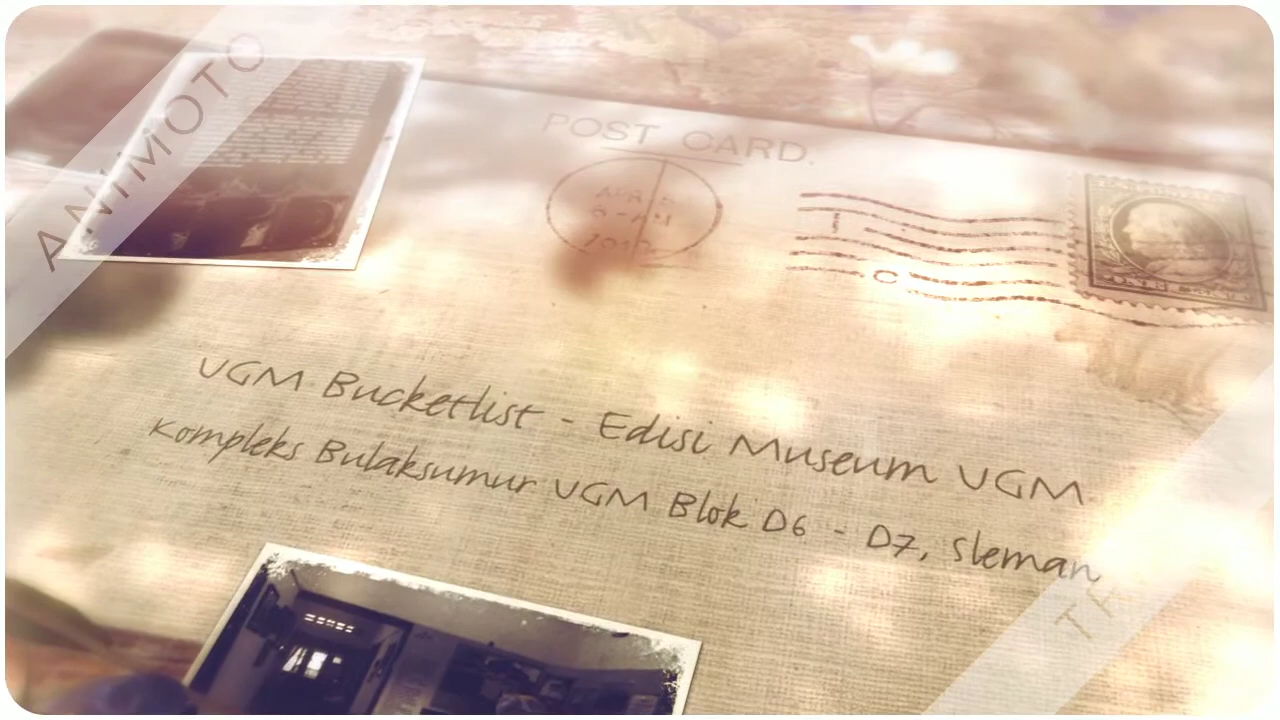 ANIMOTO
POST CARD.
UGM Bucketlist - Edisi Museum UGM
Kompleks Bulaksumur UGM Blok D6 - D7, Sleman